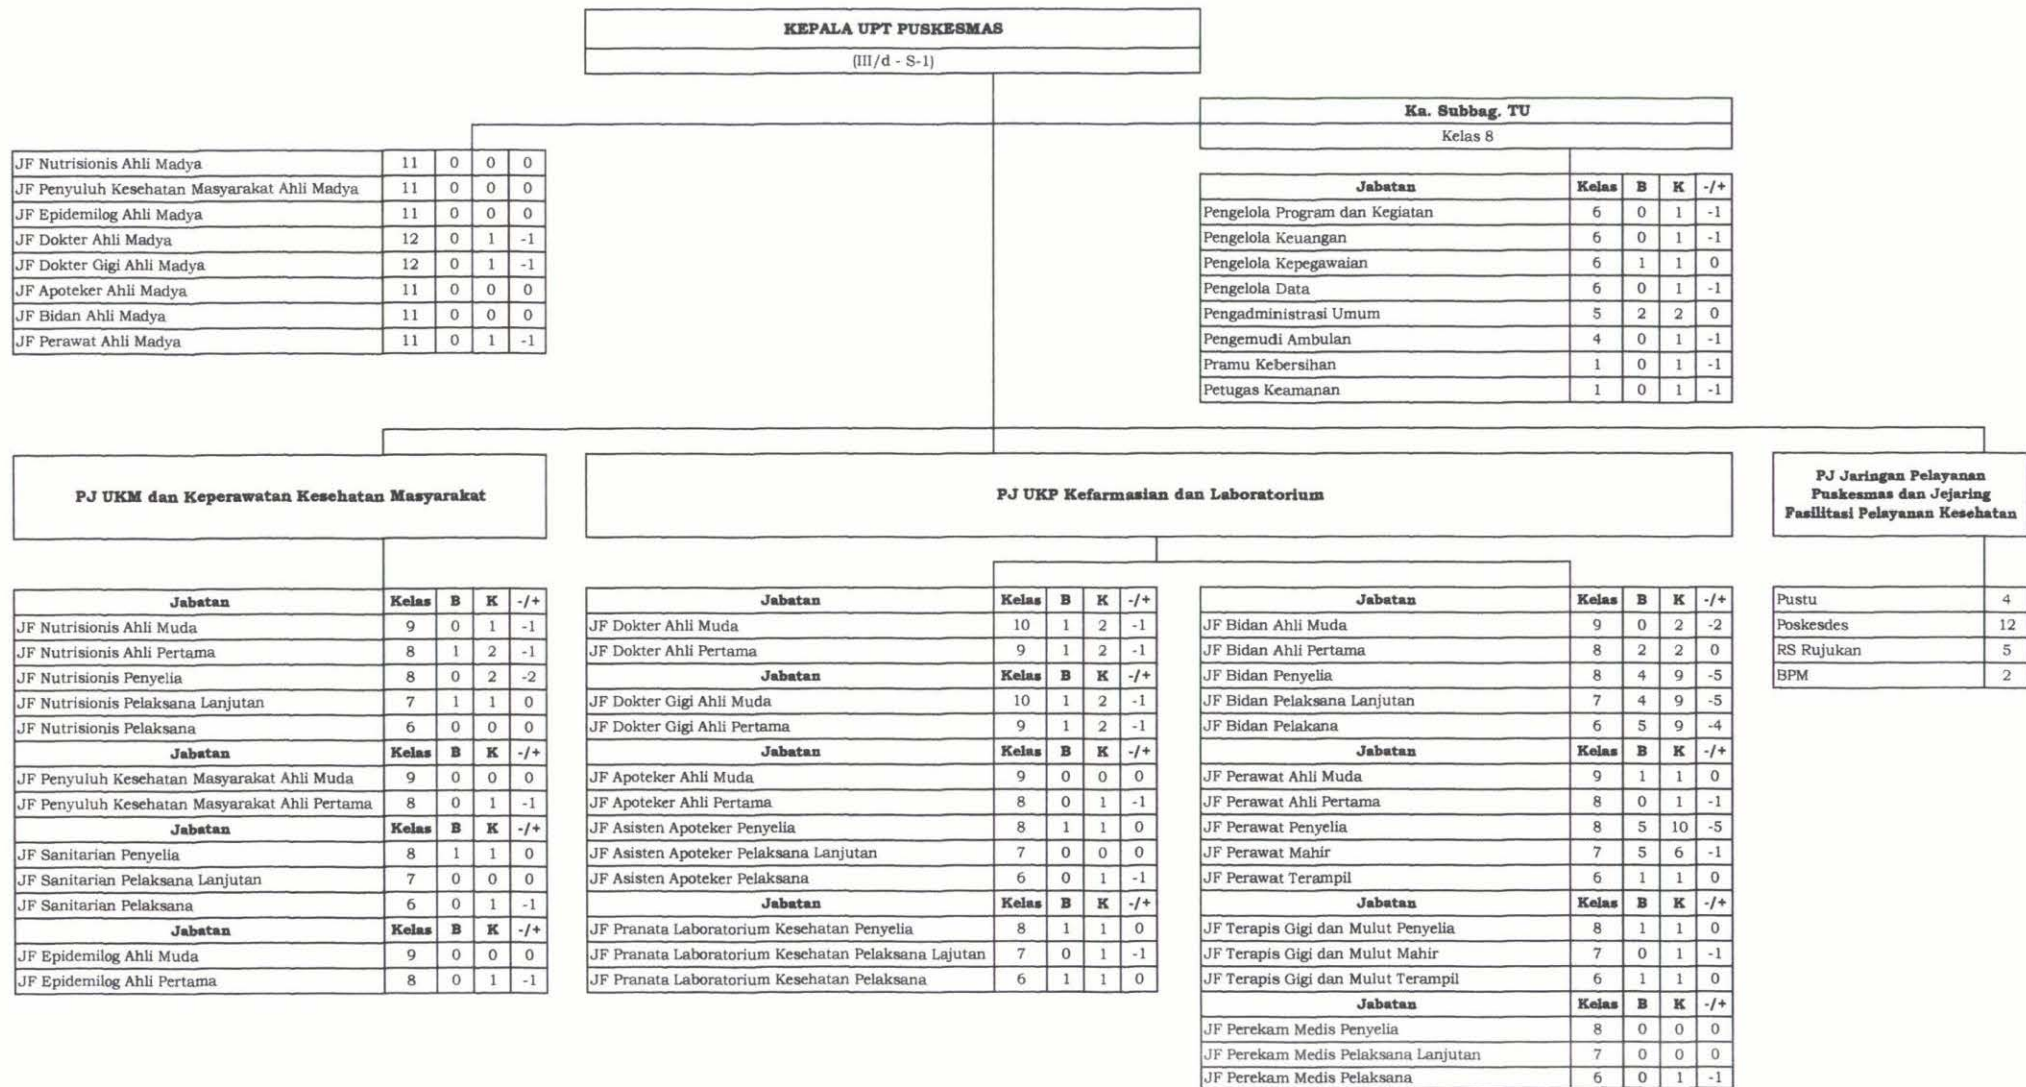 KEPALA UPT PUSKESMAS
(III/d - S-1)
Ka. Subbag. TU
Kelas 8
JF Nutrisionis Ahli Madya 11 0 0 0
JF Penyuluh Kesehatan Masyarakat Ahli Madya 11 0 0 0
JF Epidemilog Ahli Madya 11 0 0 0
JF Dokter Ahli Madya 12 0 1 -1
JF Dokter Gigi Ahli Madya 12 0 1 -1
JF Apoteker Ahli Madya 11 0 0 0
JF Bidan Ahli Madya 11 0 0 0
JF Perawat Ahli Madya 11 0 1 -1
Jabatan Kelas B K -/+
Pengelola Program dan Kegiatan 6 0 1 -1
Pengelola Keuangan 6 0 1 -1
Pengelola Kepegawaian 6 1 1 0
Pengelola Data 6 0 1 -1
Pengadministrasi Umum 5 2 2 0
Pengemudi Ambulan 4 0 1 -1
Pramu Kebersihan 1 0 1 -1
Petugas Keamanan 1 0 1 -1
PJ UKM dan Keperawatan Kesehatan Masyarakat
Jabatan Kelas B K -/+
JF Nutrisionis Ahli Muda 9 0 1 -1
JF Nutrisionis Ahli Pertama 8 1 2 -1
JF Nutrisionis Penyelia 8 0 2 -2
JF Nutrisionis Pelaksana Lanjutan 7 1 1 0
JF Nutrisionis Pelaksana 6 0 0 0
Jabatan Kelas B K -/+
JF Penyuluh Kesehatan Masyarakat Ahli Muda 9 0 0 0
JF Penyuluh Kesehatan Masyarakat Ahli Pertama 8 0 1 -1
Jabatan Kelas B K -/+
JF Sanitarian Penyelia 8 1 1 0
JF Sanitarian Pelaksana Lanjutan 7 0 0 0
JF Sanitarian Pelaksana 6 0 1 -1
Jabatan Kelas B K -/+
JF Epidemilog Ahli Muda 9 0 0 0
JF Epidemilog Ahli Pertama 8 0 1 -1
PJ UKP Kefarmasian dan Laboratorium
Jabatan Kelas B K -/+
JF Dokter Ahli Muda 10 1 2 -1
JF Dokter Ahli Pertama 9 1 2 -1
Jabatan Kelas B K -/+
JF Dokter Gigi Ahli Muda 10 1 2 -1
JF Dokter Gigi Ahli Pertama 9 1 2 -1
Jabatan Kelas B K -/+
JF Apoteker Ahli Muda 9 0 0 0
JF Apoteker Ahli Pertama 8 0 1 -1
JF Asisten Apoteker Penyelia 8 1 1 0
JF Asisten Apoteker Pelaksana Lanjutan 7 0 0 0
JF Asisten Apoteker Pelaksana 6 0 1 -1
Jabatan Kelas B K -/+
JF Pranata Laboratorium Kesehatan Penyelia 8 1 1 0
JF Pranata Laboratorium Kesehatan Pelaksana Lajutan 7 0 1 -1
JF Pranata Laboratorium Kesehatan Pelaksana 6 1 1 0
Jabatan Kelas B K -/+
JF Bidan Ahli Muda 9 0 2 -2
JF Bidan Ahli Pertama 8 2 2 0
JF Bidan Penyelia 8 4 9 -5
JF Bidan Pelaksana Lanjutan 7 4 9 -5
JF Bidan Pelakana 6 5 9 -4
Jabatan Kelas B K -/+
JF Perawat Ahli Muda 9 1 1 0
JF Perawat Ahli Pertama 8 0 1 -1
JF Perawat Penyelia 8 5 10 -5
JF Perawat Mahir 7 5 6 -1
JF Perawat Terampil 6 1 1 0
Jabatan Kelas B K -/+
JF Terapis Gigi dan Mulut Penyelia 8 1 1 0
JF Terapis Gigi dan Mulut Mahir 7 0 1 -1
JF Terapis Gigi dan Mulut Terampil 6 1 1 0
Jabatan Kelas B K -/+
JF Perekam Medis Penyelia 8 0 0 0
JF Perekam Medis Pelaksana Lanjutan 7 0 0 0
JF Perekam Medis Pelaksana 6 0 1 -1
PJ Jaringan Pelayanan
Puskesmas dan Jejaring
Fasilitasi Pelayanan Kesehatan
Pustu 4
Poskesdes 12
RS Rujukan 5
BPM 2